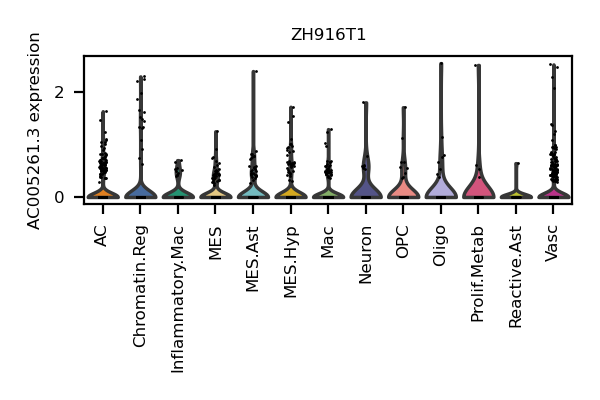 ZH916T1
AC005261.3 expression
2
0
AC
Chromatin.Reg
Inflammatory.Mac
MES
MES.Ast
MES.Hyp
Mac
Neuron
OPC
Oligo
Prolif.Metab
Reactive.Ast
Vasc